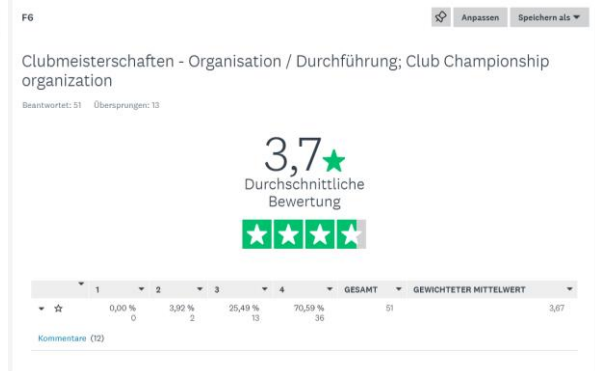 F6
Anpassen Speichern als
Clubmeisterschaften - Organisation / Durchführung; Club Championship
organization
Beantwortet: 51 Übersprungen: 13
3,7
Durchschnittliche
Bewertung
1 2 3 4 GESAMT GEWICHTETER MITTELWERT
0,00 % 3,92 % 25,49 % 70,59 % 51 3,67
0 2 13 36
Kommentare (12)